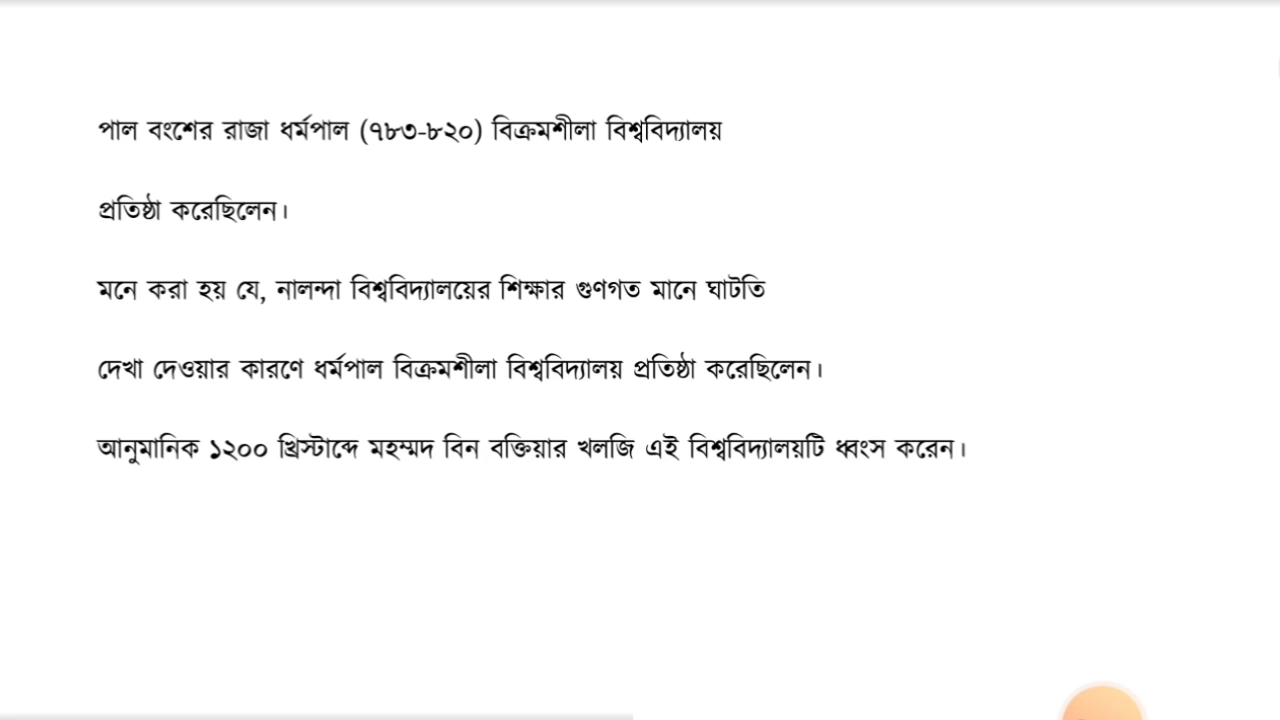 পাল বংশের রাজা ধর্মপাল (৭৮৩-৮২০) বিক্রমশীলা বিশ্ববিদ্যালয়
প্রতিষ্ঠা করেছিলেন।
মনে করা হয় যে, নালন্দা বিশ্ববিদ্যালয়ের শিক্ষার গুণগত মানে ঘাটতি
দেখা দেওয়ার কারণে ধর্মপাল বিক্রমশীলা বিশ্ববিদ্যালয় প্রতিষ্ঠা করেছিলেন।
আনুমানিক ১২০০ খ্রিস্টাব্দে মহম্মদ বিন বক্তিয়ার খলজি এই বিশ্ববিদ্যালয়টি ধ্বংস করেন।